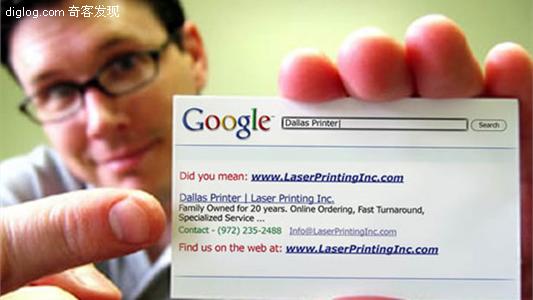 diglog.com 奇客发现
Google™ Dallas Printer Search
Did you mean: www.LaserPrintingInc.com
Dallas Printer | Laser Printing Inc.
Family Owned for 20 years. Online Ordering, Fast Turnaround,
Specialized Service ...
Contact - (972) 235-2488 Info@LaserPrintingInc.com
Find us on the web at: www.LaserPrintingInc.com